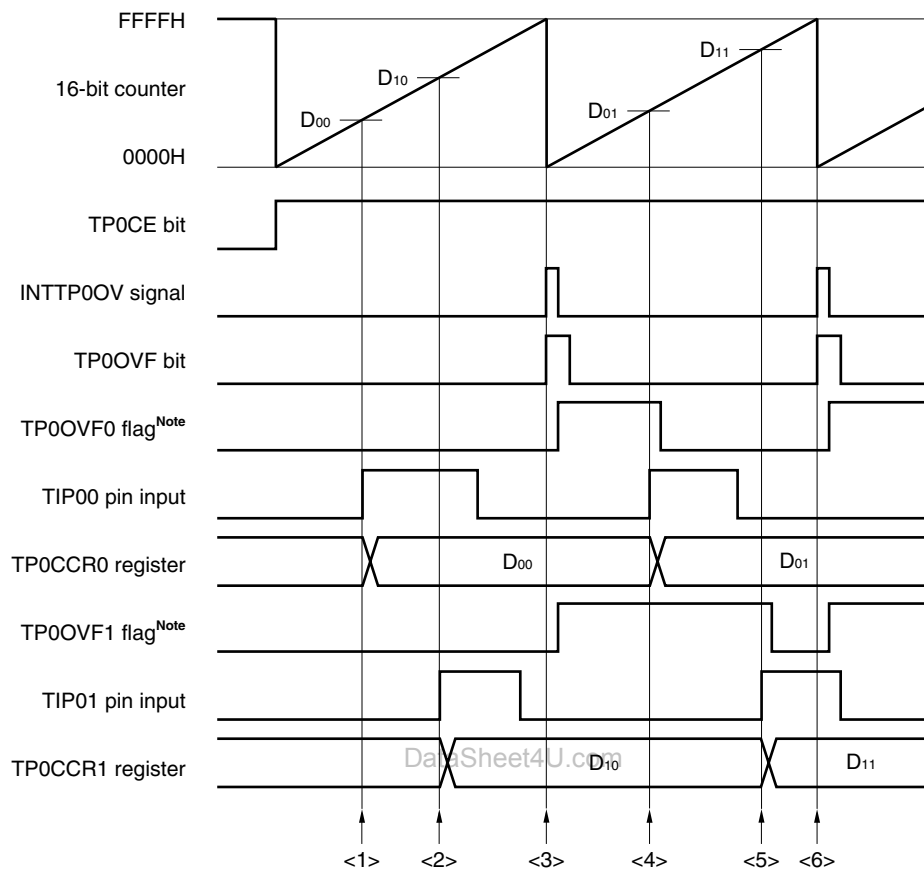 FFFFH
D₁₁
D₁₀
16-bit counter
D₀₀
D₀₁
0000H
TP0CE bit
INTTP0OV signal
TP0OVF bit
TP0OVF0 flagᴺᵒᵗᵉ
TIP00 pin input
TP0CCR0 register
D₀₀
D₀₁
TP0OVF1 flagᴺᵒᵗᵉ
TIP01 pin input
TP0CCR1 register
DataSheet4U.com
D₁₀
D₁₁
<1> <2> <3> <4> <5> <6>